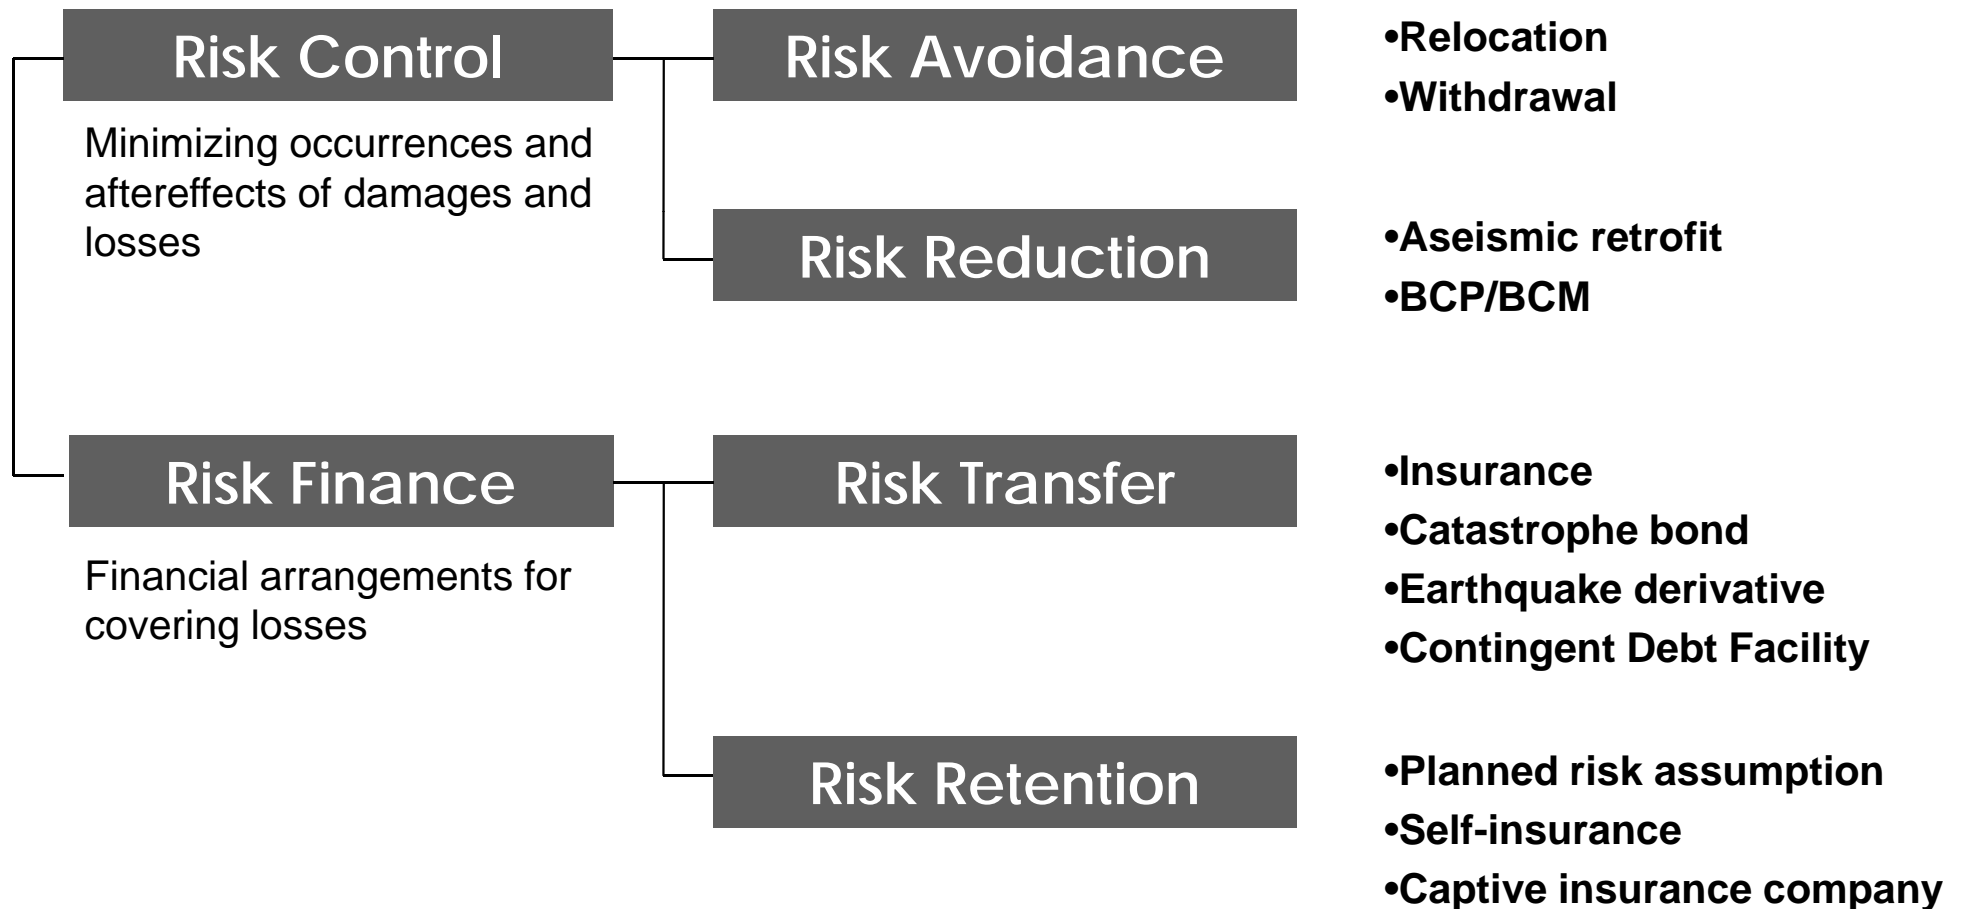 Risk Control
Minimizing occurrences and
aftereffects of damages and
losses
Risk Avoidance
•Relocation
•Withdrawal
Risk Reduction
•Aseismic retrofit
•BCP/BCM
Risk Finance
Financial arrangements for
covering losses
Risk Transfer
•Insurance
•Catastrophe bond
•Earthquake derivative
•Contingent Debt Facility
Risk Retention
•Planned risk assumption
•Self-insurance
•Captive insurance company